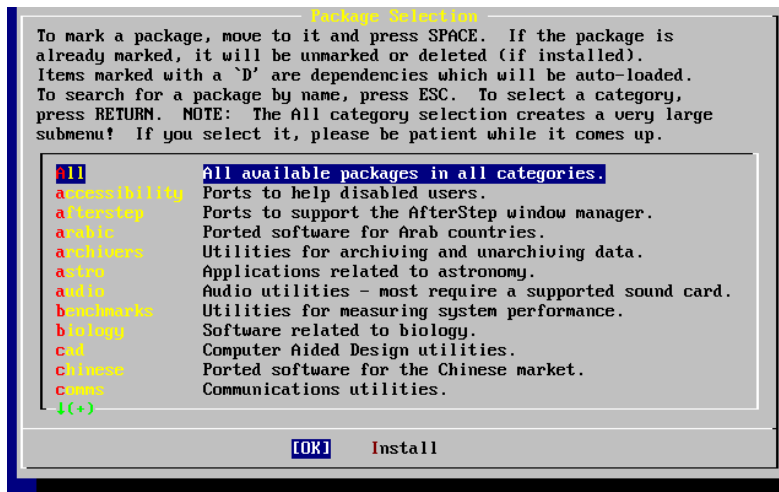 Package Selection
To mark a package, move to it and press SPACE.  If the package is
already marked, it will be unmarked or deleted (if installed).
Items marked with a `D' are dependencies which will be auto-loaded.
To search for a package by name, press ESC.  To select a category,
press RETURN.  NOTE:  The All category selection creates a very large
submenu!  If you select it, please be patient while it comes up.
All All available packages in all categories.
accessibility Ports to help disabled users.
afterstep Ports to support the AfterStep window manager.
arabic Ported software for Arab countries.
archivers Utilities for archiving and unarchiving data.
astro Applications related to astronomy.
audio Audio utilities - most require a supported sound card.
benchmarks Utilities for measuring system performance.
biology Software related to biology.
cad Computer Aided Design utilities.
chinese Ported software for the Chinese market.
comms Communications utilities.
↓(+)
[OK] Install